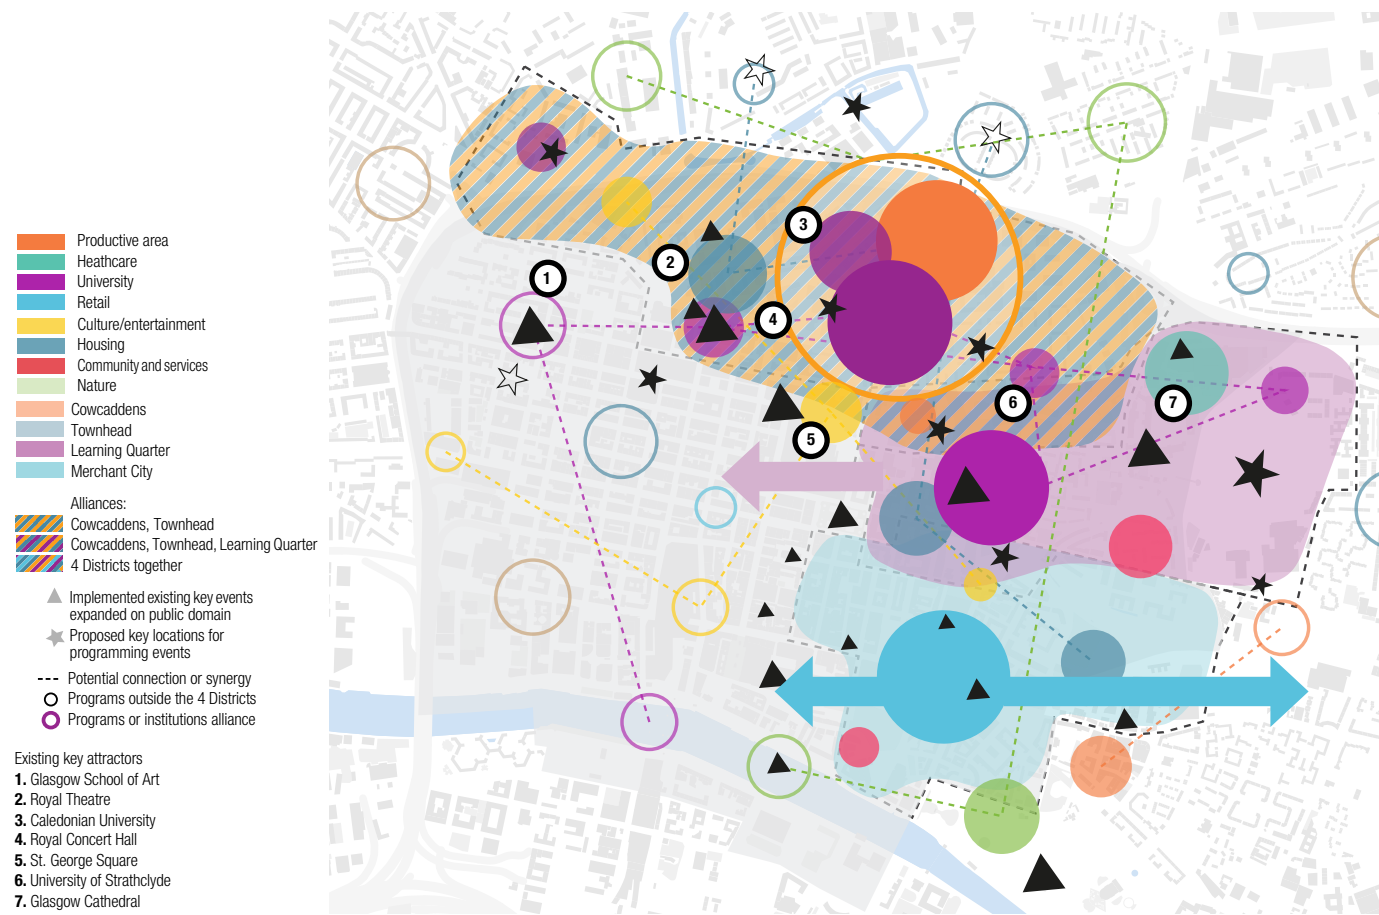 Productive area
Heathcare
University
Retail
Culture/entertainment
Housing
Community and services
Nature
Cowcaddens
Townhead
Learning Quarter
Merchant City
Alliances:
Cowcaddens, Townhead
Cowcaddens, Townhead, Learning Quarter
4 Districts together
Implemented existing key events
expanded on public domain
Proposed key locations for
programming events
Potential connection or synergy
Programs outside the 4 Districts
Programs or institutions alliance
Existing key attractors
1. Glasgow School of Art
2. Royal Theatre
3. Caledonian University
4. Royal Concert Hall
5. St. George Square
6. University of Strathclyde
7. Glasgow Cathedral
3
2
1
4
6
7
5